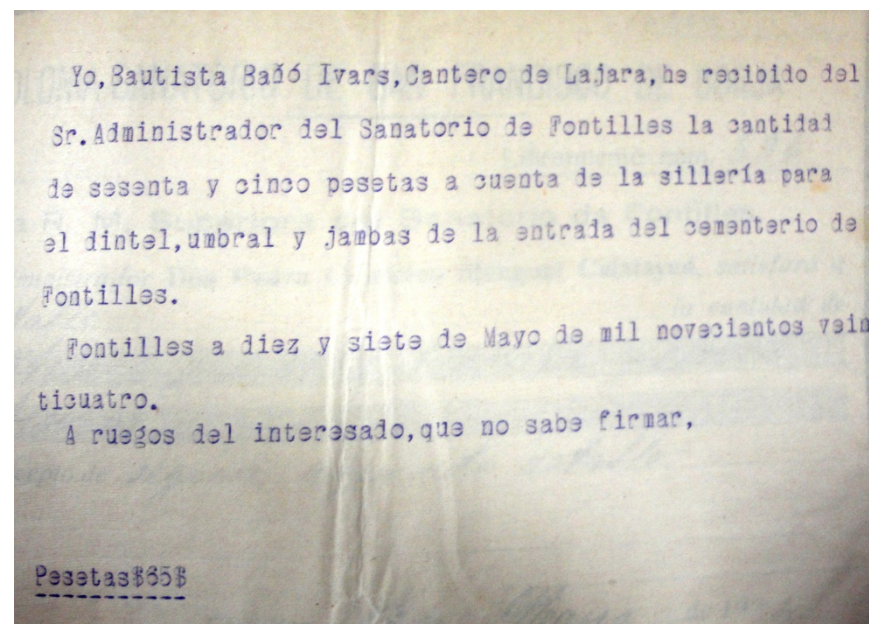 Yo,Bautista Bañó Ivars,Cantero de Lajara,he recibido del
Sr.Administrador del Sanatorio de Fontilles la cantidad
de sesenta y cinco pesetas a cuenta de la sillería para
el dintel,umbral y jambas de la entrada del cementerio de
Fontilles.
Fontilles a diez y siete de Mayo de mil novecientos vein
ticuatro.
A ruegos del interesado,que no sabe firmar,
Pesetas$65$